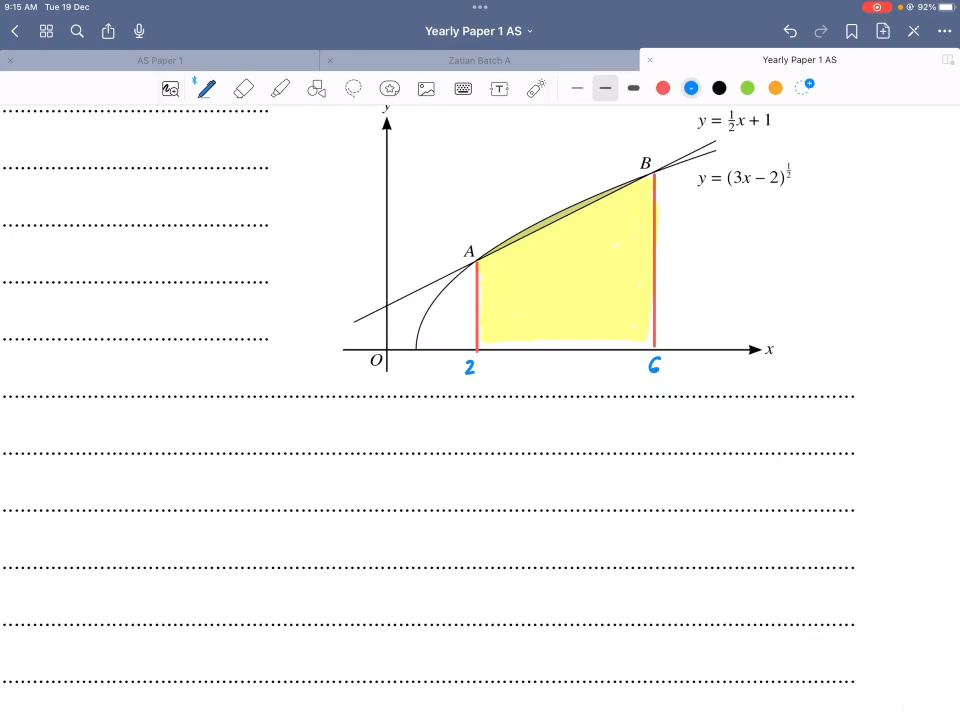 9:15 AM Tue 19 Dec
92%
Yearly Paper 1 AS
AS Paper 1
Zatian Batch A
Yearly Paper 1 AS
T
y
y = 1/2 x + 1
B
y = (3x − 2)^1/2
A
O
x
2
6